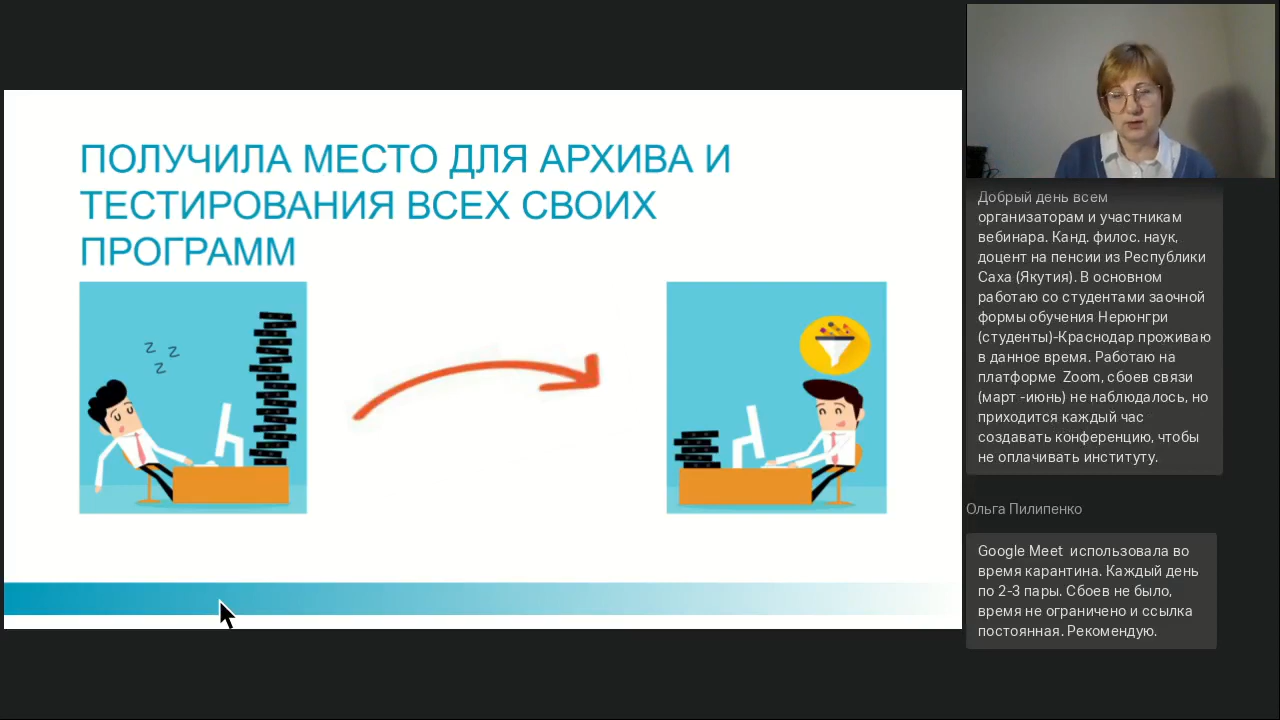 ПОЛУЧИЛА МЕСТО ДЛЯ АРХИВА И
ТЕСТИРОВАНИЯ ВСЕХ СВОИХ
ПРОГРАММ
z
z
z
Добрый день всем
организаторам и участникам
вебинара. Канд. филос. наук,
доцент на пенсии из Республики
Саха (Якутия). В основном
работаю со студентами заочной
формы обучения Нерюнгри
(студенты)-Краснодар проживаю
в данное время. Работаю на
платформе  Zoom, сбоев связи
(март -июнь) не наблюдалось, но
приходится каждый час
создавать конференцию, чтобы
не оплачивать институту.
Ольга Пилипенко
Google Meet  использовала во
время карантина. Каждый день
по 2-3 пары. Сбоев не было,
время не ограничено и ссылка
постоянная. Рекомендую.